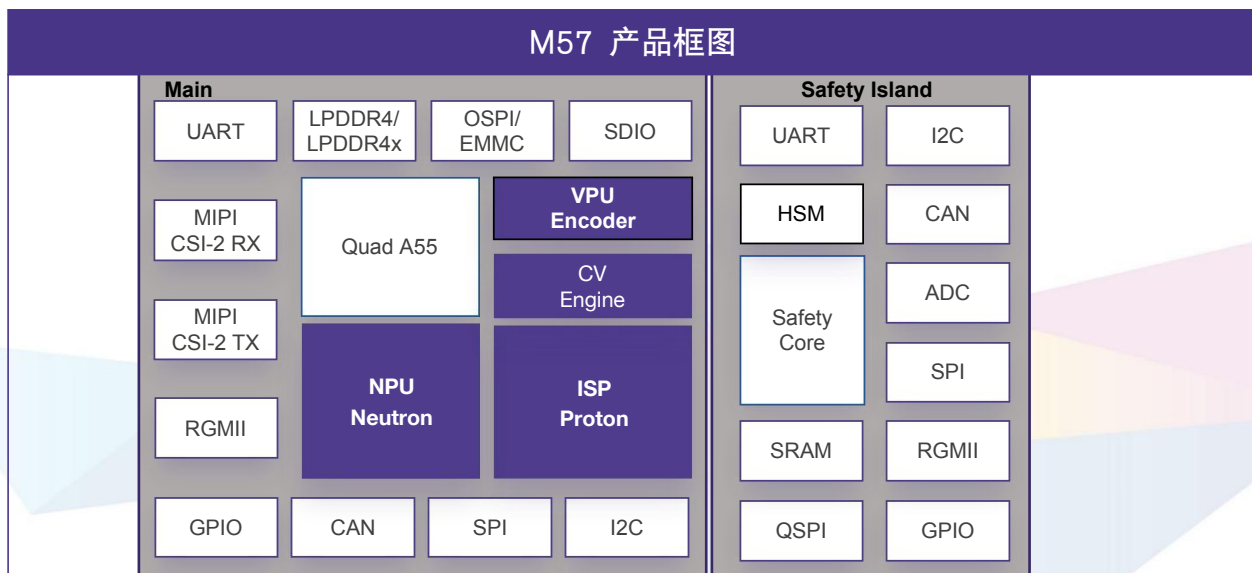 M57 产品框图
Main
UART
LPDDR4/
LPDDR4x
OSPI/
EMMC
SDIO
MIPI
CSI-2 RX
Quad A55
VPU
Encoder
CV
Engine
MIPI
CSI-2 TX
NPU
Neutron
ISP
Proton
RGMII
GPIO
CAN
SPI
I2C
Safety Island
UART
I2C
HSM
CAN
Safety
Core
ADC
SPI
SRAM
RGMII
QSPI
GPIO